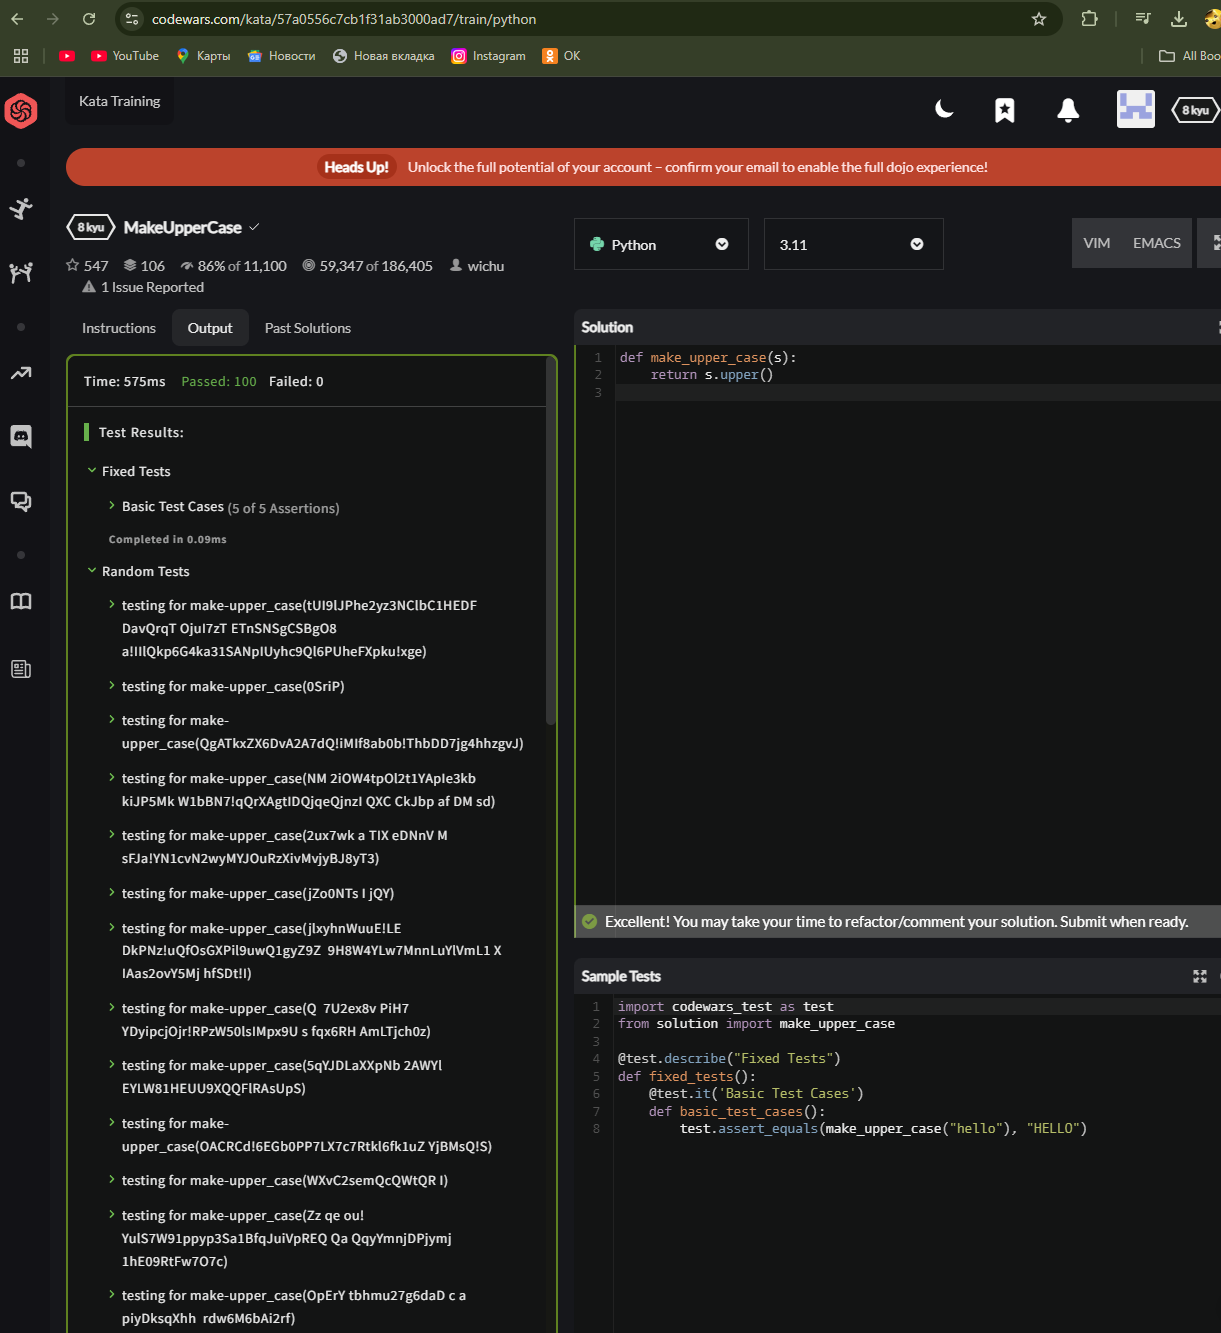 codewars.com/kata/57a0556c7cb1f31ab3000ad7/train/python
YouTube
Карты
Новости
Новая вкладка
Instagram
OK
All Boo
Kata Training
8 kyu
Heads Up! Unlock the full potential of your account – confirm your email to enable the full dojo experience!
8 kyu MakeUpperCase
547 106 86% of 11,100 59,347 of 186,405 wichu
1 Issue Reported
Python
3.11
VIM EMACS
Instructions Output Past Solutions
Time: 575ms Passed: 100 Failed: 0
Test Results:
Fixed Tests
Basic Test Cases (5 of 5 Assertions)
Completed in 0.09ms
Random Tests
testing for make-upper_case(tUI9lJPhe2yz3NClbC1HEDF
DavQrqT OjuI7zT ETnSNSgCSBgO8
a!IIlQkp6G4ka31SANpIUyhc9Ql6PUheFXpku!xge)
testing for make-upper_case(0SriP)
testing for make-
upper_case(QgATkxZX6DvA2A7dQ!iMIf8ab0b!ThbDD7jg4hhzgvJ)
testing for make-upper_case(NM 2iOW4tpOl2t1YApIe3kb
kiJP5Mk W1bBN7!qQrXAgtIDQjqeQjnzI QXC CkJbp af DM sd)
testing for make-upper_case(2ux7wk a TIX eDNnV M
sFJa!YN1cvN2wyMYJOuRzXivMvjyBJ8yT3)
testing for make-upper_case(jZo0NTs I jQY)
testing for make-upper_case(jlxyhnWuuE!LE
DkPNz!uQfOsGXPil9uwQ1gyZ9Z  9H8W4YLw7MnnLuYlVmL1 X
IAas2ovY5Mj hfSDt!I)
testing for make-upper_case(Q  7U2ex8v PiH7
YDyipcjOjr!RPzW50lsIMpx9U s fqx6RH AmLTjch0z)
testing for make-upper_case(5qYJDLaXXpNb 2AWYl
EYLW81HEUU9XQQFlRAsUpS)
testing for make-
upper_case(OACRCd!6EGb0PP7LX7c7Rtkl6fk1uZ YjBMsQ!S)
testing for make-upper_case(WXvC2semQcQWtQR I)
testing for make-upper_case(Zz qe ou!
YulS7W91ppyp3Sa1BfqJuiVpREQ Qa QqyYmnjDPjymj
1hE09RtFw7O7c)
testing for make-upper_case(OpErY tbhmu27g6daD c a
piyDksqXhh  rdw6M6bAi2rf)
Solution
1 def make_upper_case(s):
2     return s.upper()
3
Excellent! You may take your time to refactor/comment your solution. Submit when ready.
Sample Tests
1 import codewars_test as test
2 from solution import make_upper_case
3
4 @test.describe("Fixed Tests")
5 def fixed_tests():
6     @test.it('Basic Test Cases')
7     def basic_test_cases():
8         test.assert_equals(make_upper_case("hello"), "HELLO")